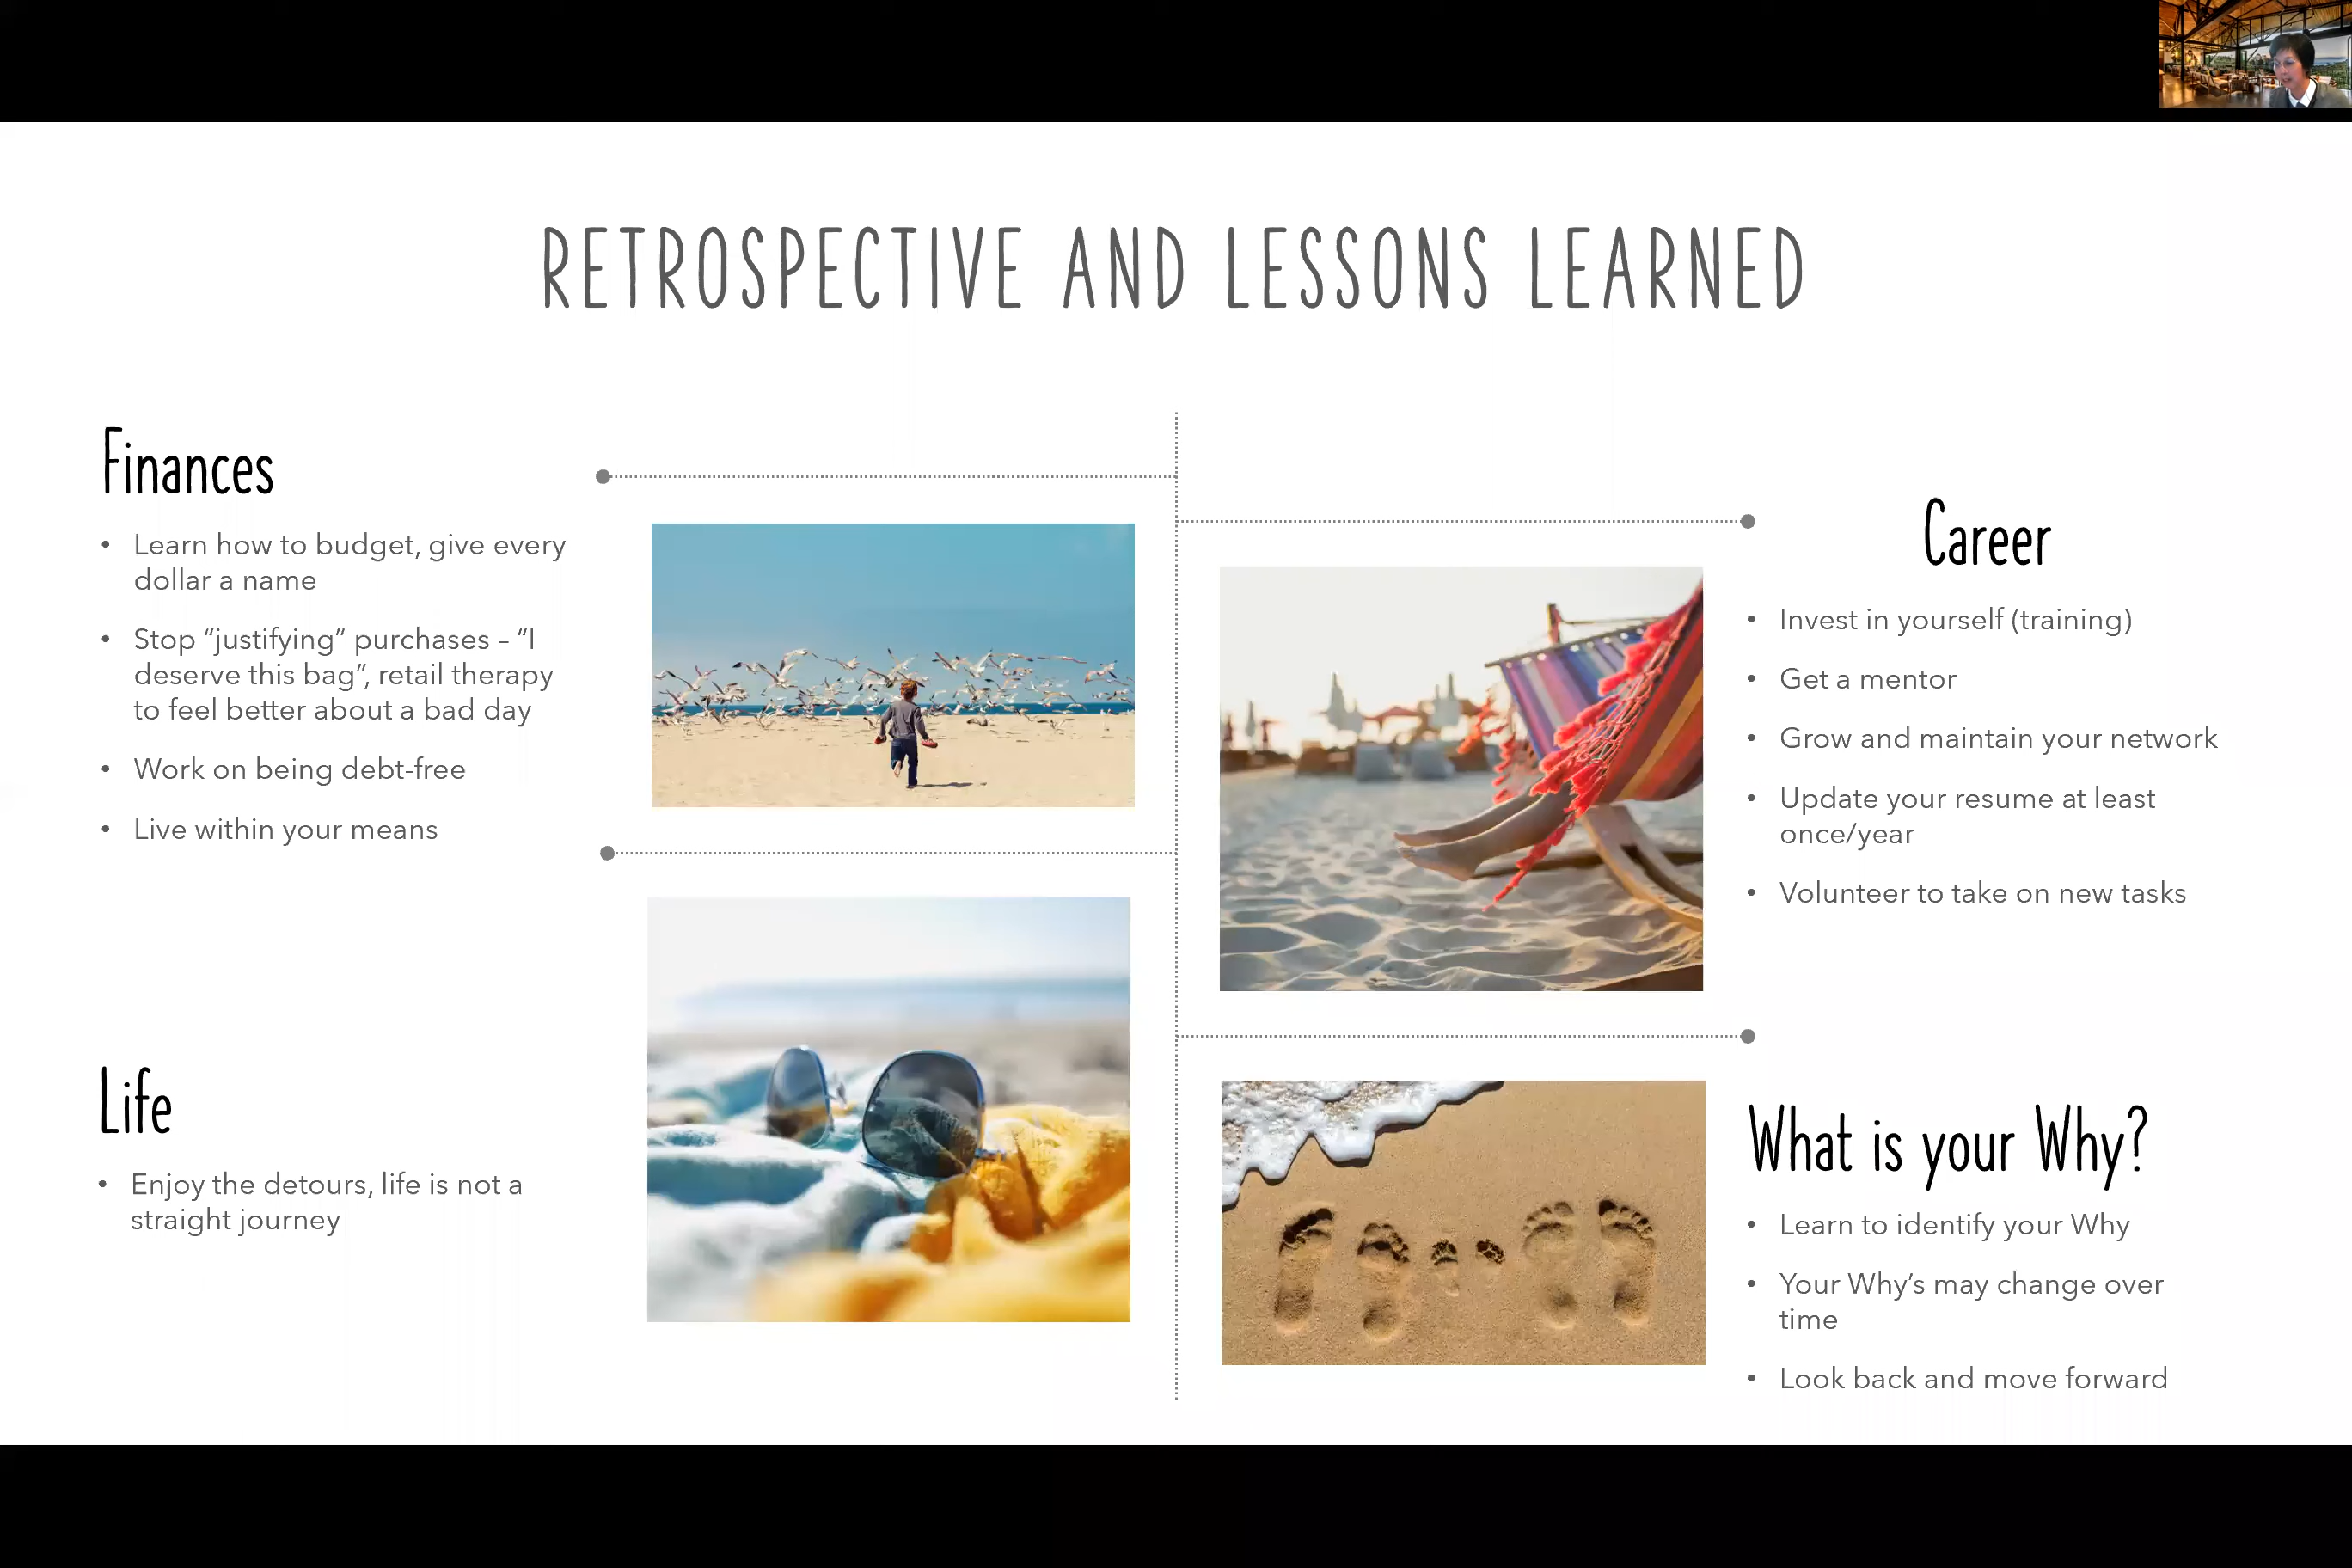 RETROSPECTIVE AND LESSONS LEARNED
Finances
• Learn how to budget, give every
dollar a name
• Stop “justifying” purchases – “I
deserve this bag”, retail therapy
to feel better about a bad day
• Work on being debt-free
• Live within your means
Career
• Invest in yourself (training)
• Get a mentor
• Grow and maintain your network
• Update your resume at least
once/year
• Volunteer to take on new tasks
Life
• Enjoy the detours, life is not a
straight journey
What is your Why?
• Learn to identify your Why
• Your Why’s may change over
time
• Look back and move forward